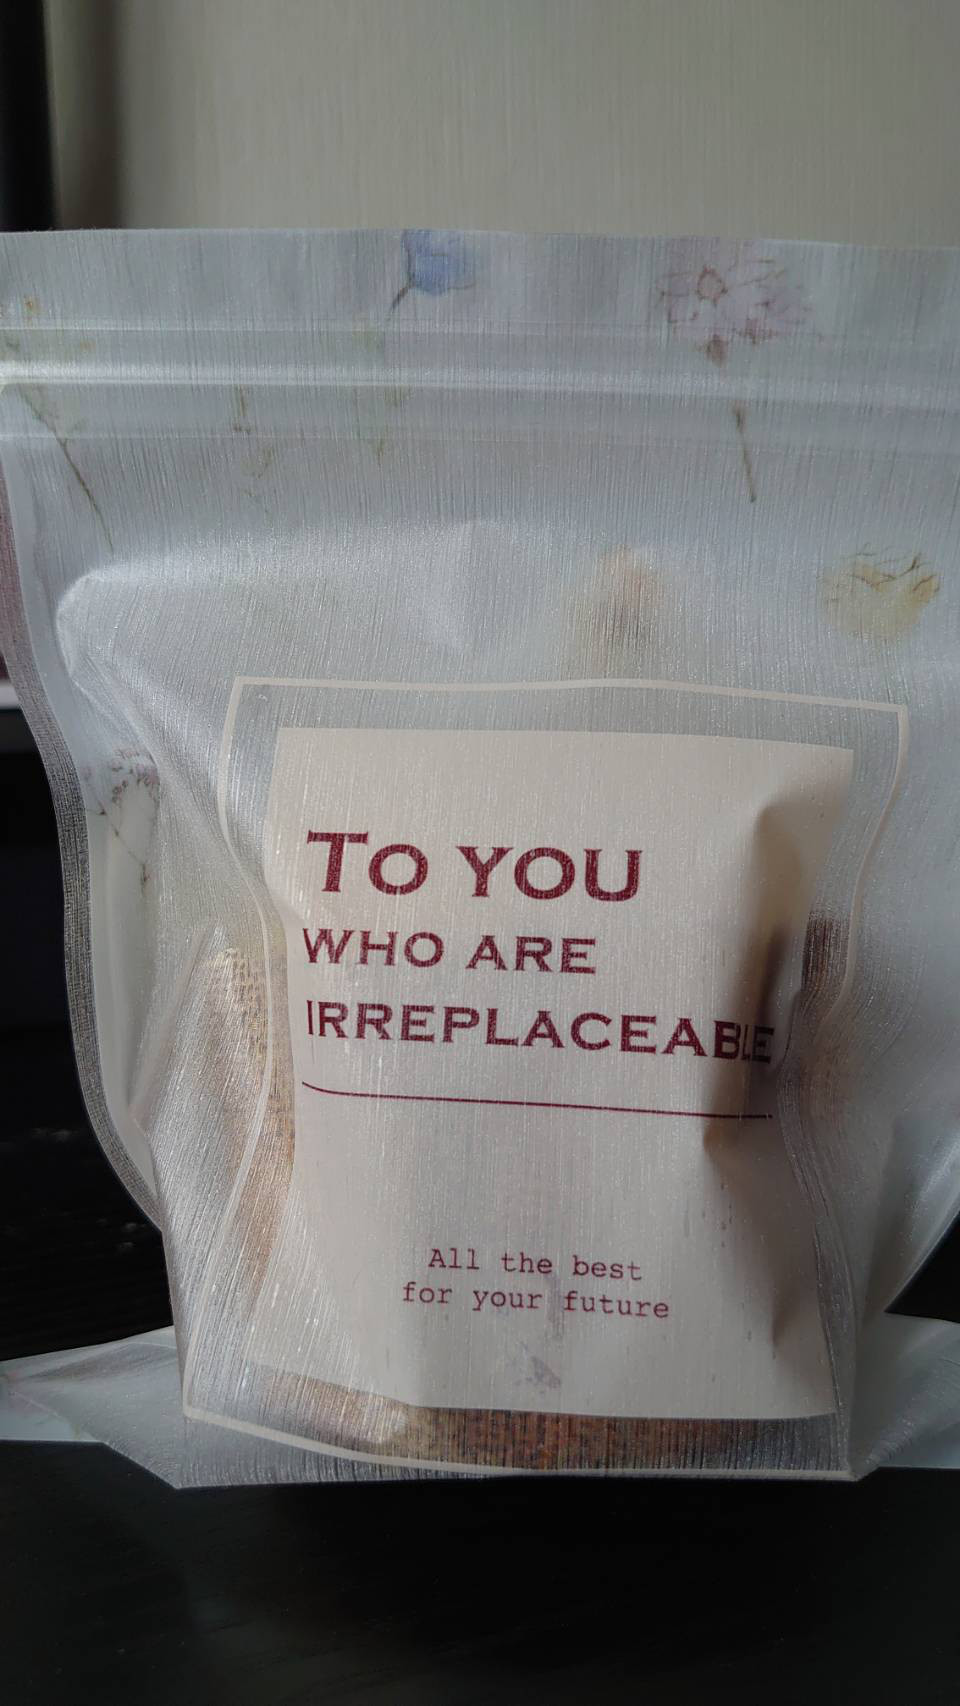 To you
who are
irreplaceable
All the best
for your future